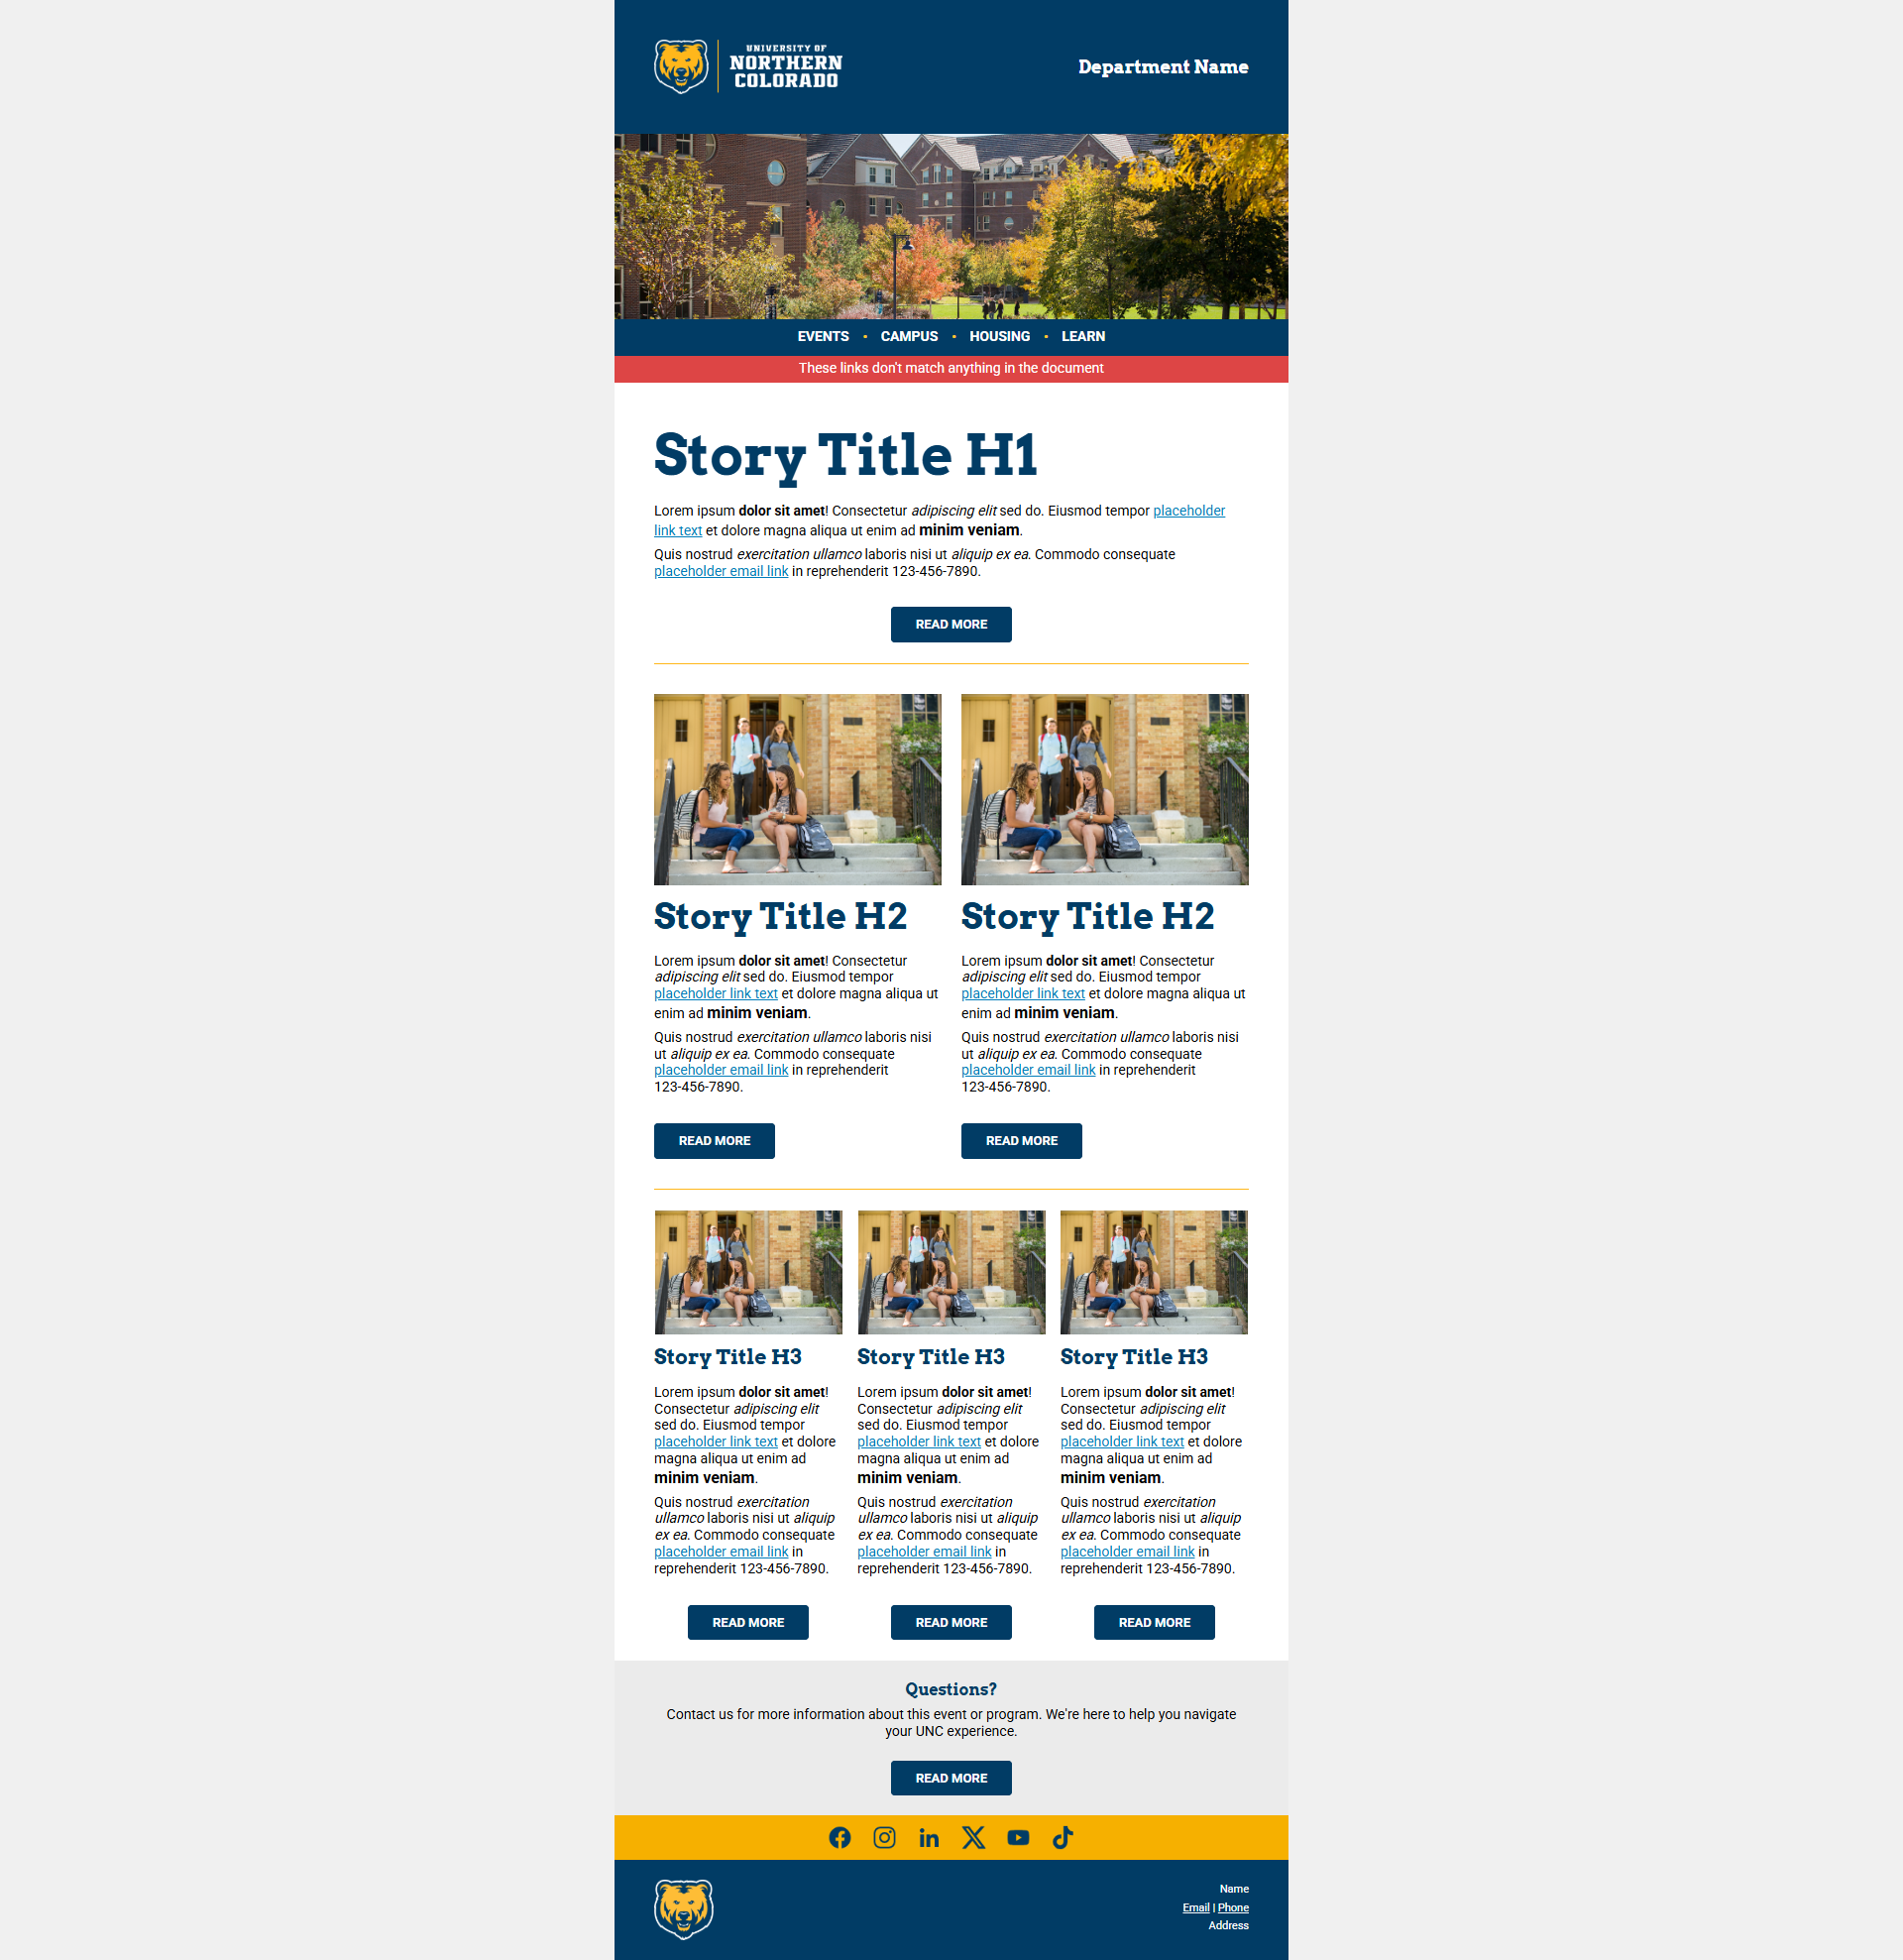 UNIVERSITY OF
NORTHERN
COLORADO
Department Name
EVENTS • CAMPUS • HOUSING • LEARN
These links don't match anything in the document
Story Title H1
Lorem ipsum dolor sit amet! Consectetur adipiscing elit sed do. Eiusmod tempor placeholder
link text et dolore magna aliqua ut enim ad minim veniam.
Quis nostrud exercitation ullamco laboris nisi ut aliquip ex ea. Commodo consequate
placeholder email link in reprehenderit 123-456-7890.
READ MORE
Story Title H2
Lorem ipsum dolor sit amet! Consectetur
adipiscing elit sed do. Eiusmod tempor
placeholder link text et dolore magna aliqua ut
enim ad minim veniam.
Quis nostrud exercitation ullamco laboris nisi
ut aliquip ex ea. Commodo consequate
placeholder email link in reprehenderit
123-456-7890.
READ MORE
Story Title H2
Lorem ipsum dolor sit amet! Consectetur
adipiscing elit sed do. Eiusmod tempor
placeholder link text et dolore magna aliqua ut
enim ad minim veniam.
Quis nostrud exercitation ullamco laboris nisi
ut aliquip ex ea. Commodo consequate
placeholder email link in reprehenderit
123-456-7890.
READ MORE
Story Title H3
Lorem ipsum dolor sit amet!
Consectetur adipiscing elit
sed do. Eiusmod tempor
placeholder link text et dolore
magna aliqua ut enim ad
minim veniam.
Quis nostrud exercitation
ullamco laboris nisi ut aliquip
ex ea. Commodo consequate
placeholder email link in
reprehenderit 123-456-7890.
READ MORE
Story Title H3
Lorem ipsum dolor sit amet!
Consectetur adipiscing elit
sed do. Eiusmod tempor
placeholder link text et dolore
magna aliqua ut enim ad
minim veniam.
Quis nostrud exercitation
ullamco laboris nisi ut aliquip
ex ea. Commodo consequate
placeholder email link in
reprehenderit 123-456-7890.
READ MORE
Story Title H3
Lorem ipsum dolor sit amet!
Consectetur adipiscing elit
sed do. Eiusmod tempor
placeholder link text et dolore
magna aliqua ut enim ad
minim veniam.
Quis nostrud exercitation
ullamco laboris nisi ut aliquip
ex ea. Commodo consequate
placeholder email link in
reprehenderit 123-456-7890.
READ MORE
Questions?
Contact us for more information about this event or program. We're here to help you navigate
your UNC experience.
READ MORE
Name
Email | Phone
Address